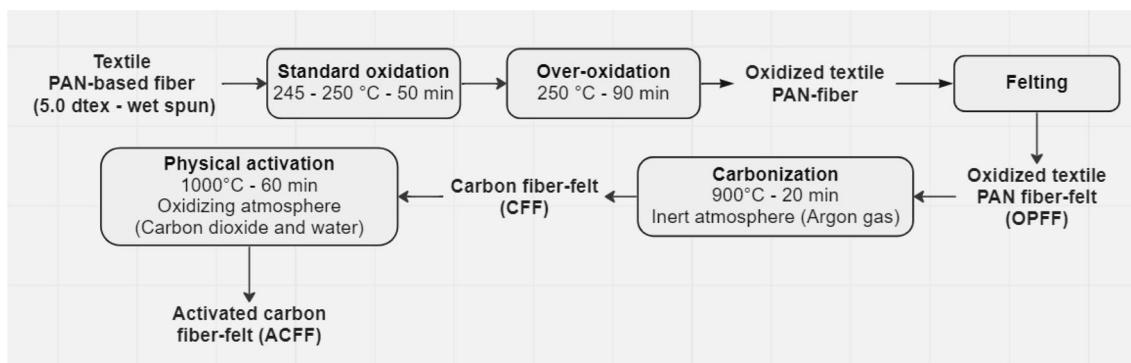 Textile
PAN-based fiber
(5.0 dtex - wet spun)
Standard oxidation
245 - 250 °C - 50 min
Over-oxidation
250 °C - 90 min
Oxidized textile
PAN-fiber
Felting
Oxidized textile
PAN fiber-felt
(OPFF)
Carbonization
900°C - 20 min
Inert atmosphere (Argon gas)
Carbon fiber-felt
(CFF)
Physical activation
1000°C - 60 min
Oxidizing atmosphere
(Carbon dioxide and water)
Activated carbon
fiber-felt (ACFF)